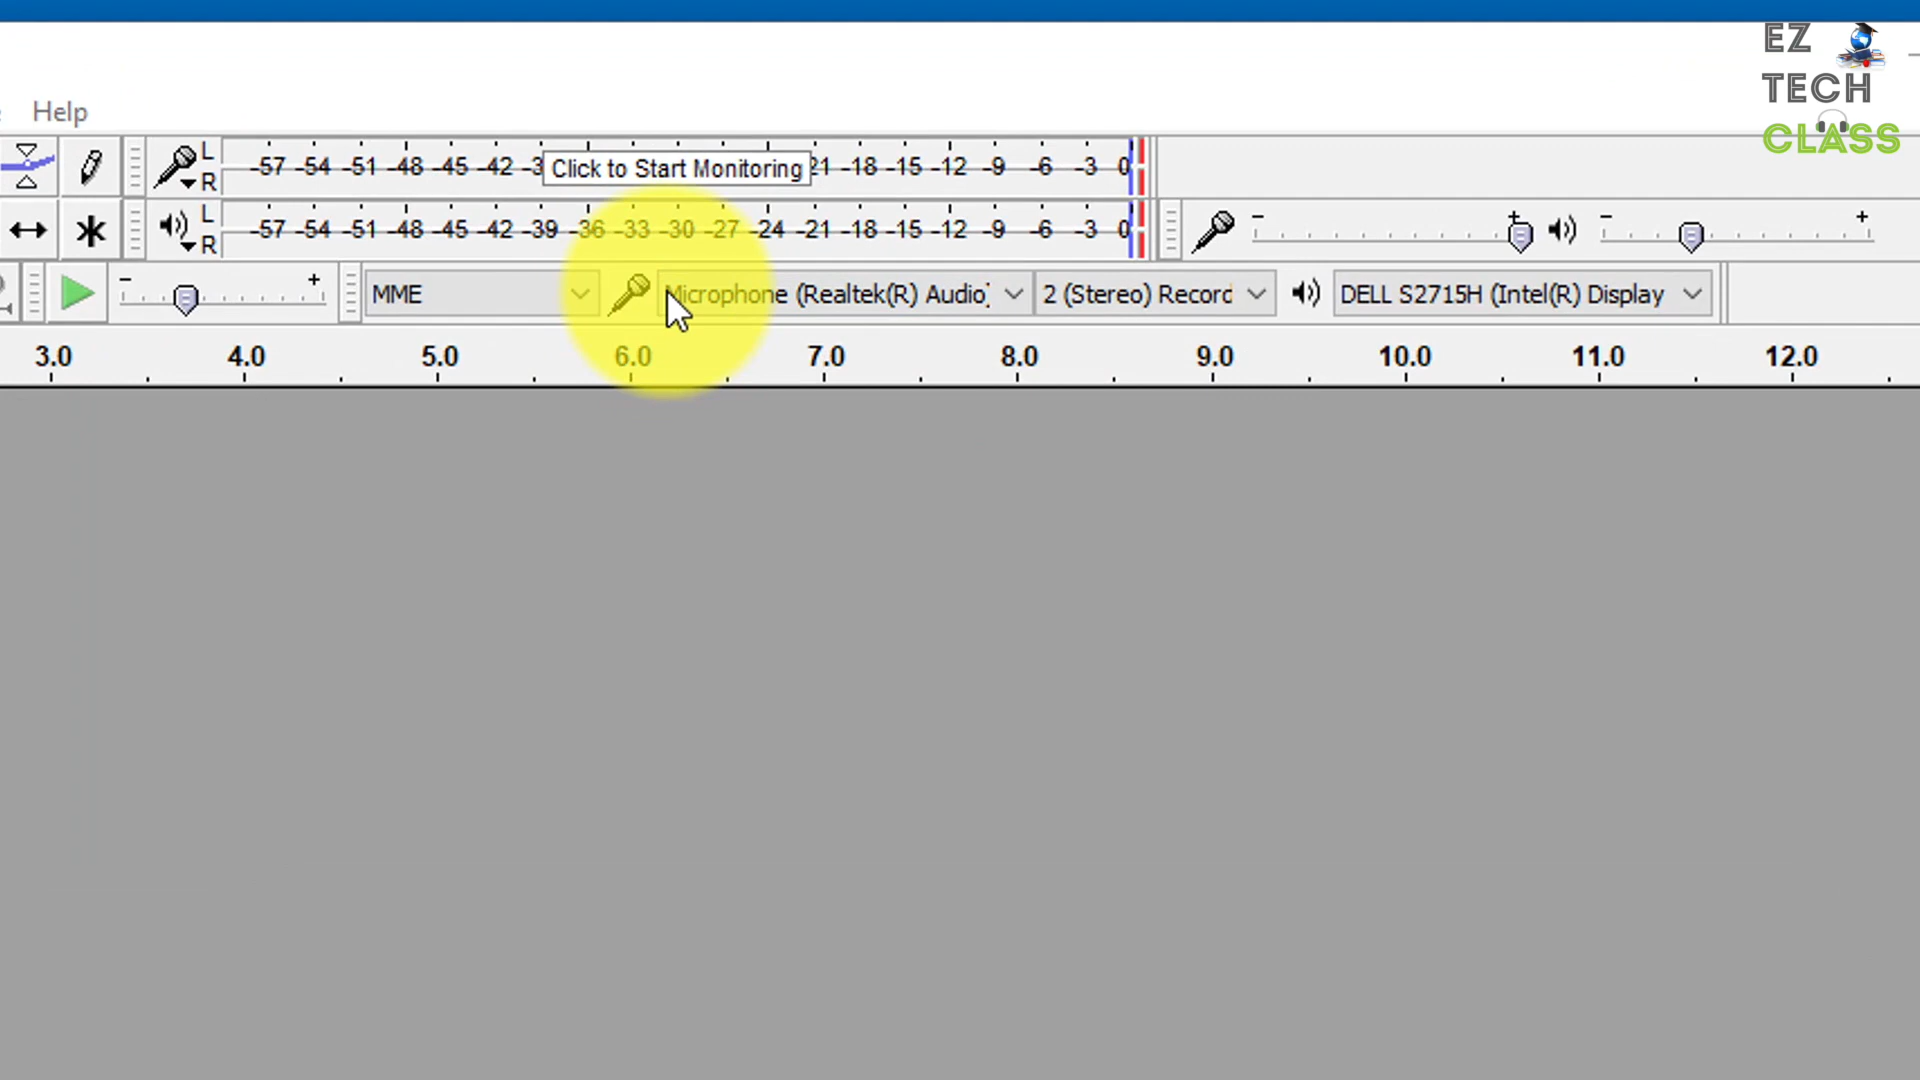 EZ
TECH
CLASS
Help
L
R
-57 -54 -51 -48 -45 -42 -3 Click to Start Monitoring 21 -18 -15 -12 -9 -6 -3 0
L
R
-57 -54 -51 -48 -45 -42 -39 -36 -33 -30 -27 -24 -21 -18 -15 -12 -9 -6 -3 0
- + - +
- + MME Microphone (Realtek(R) Audio) 2 (Stereo) Record DELL S2715H (Intel(R) Display
3.0 4.0 5.0 6.0 7.0 8.0 9.0 10.0 11.0 12.0